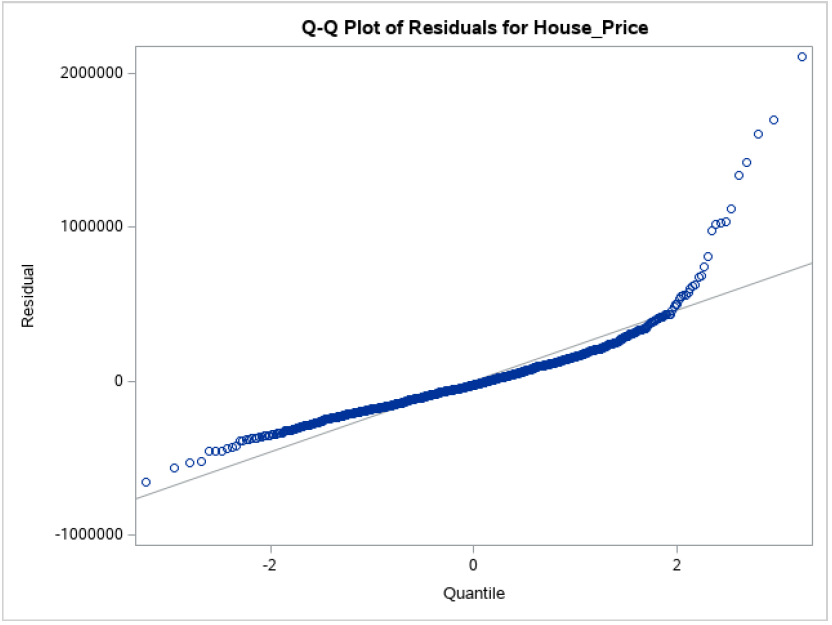 Q-Q Plot of Residuals for House_Price
2000000
1000000
0
-1000000
Residual
-2
0
2
Quantile